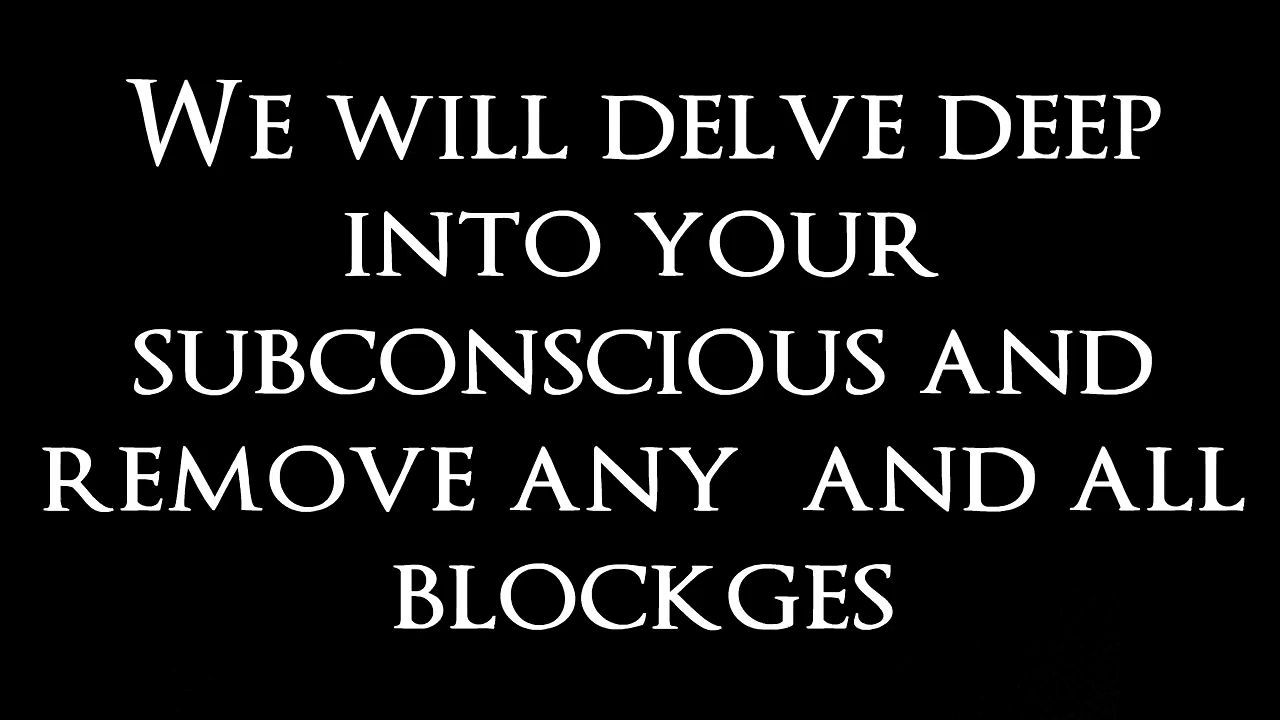 We will delve deep
into your
subconscious and
remove any  and all
blockges